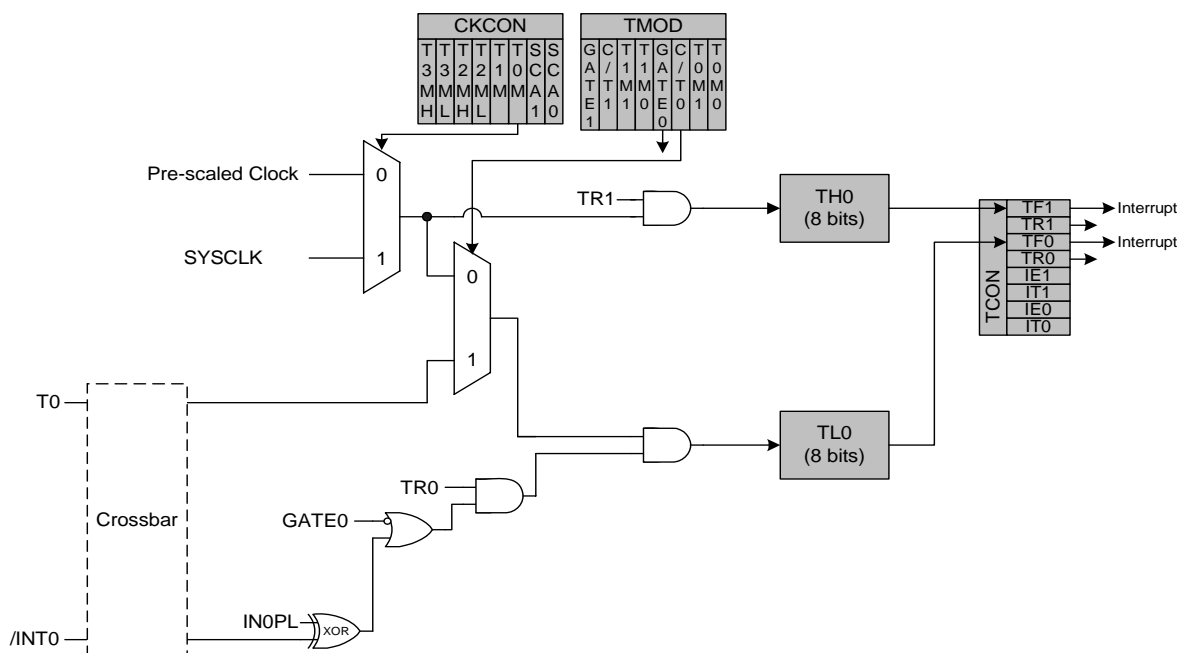 CKCON
T3MH
T3ML
T2MH
T2ML
T1M
T0M
SCA1
SCA0
TMOD
GATE1
C/T1
T1M1
T1M0
GATE0
C/T0
T0M1
T0M0
Pre-scaled Clock
0
SYSCLK
1
TR1
TH0
(8 bits)
TCON
TF1
Interrupt
TR1
TF0
Interrupt
TR0
IE1
IT1
IE0
IT0
0
1
T0
Crossbar
TL0
(8 bits)
TR0
GATE0
IN0PL
XOR
/INT0